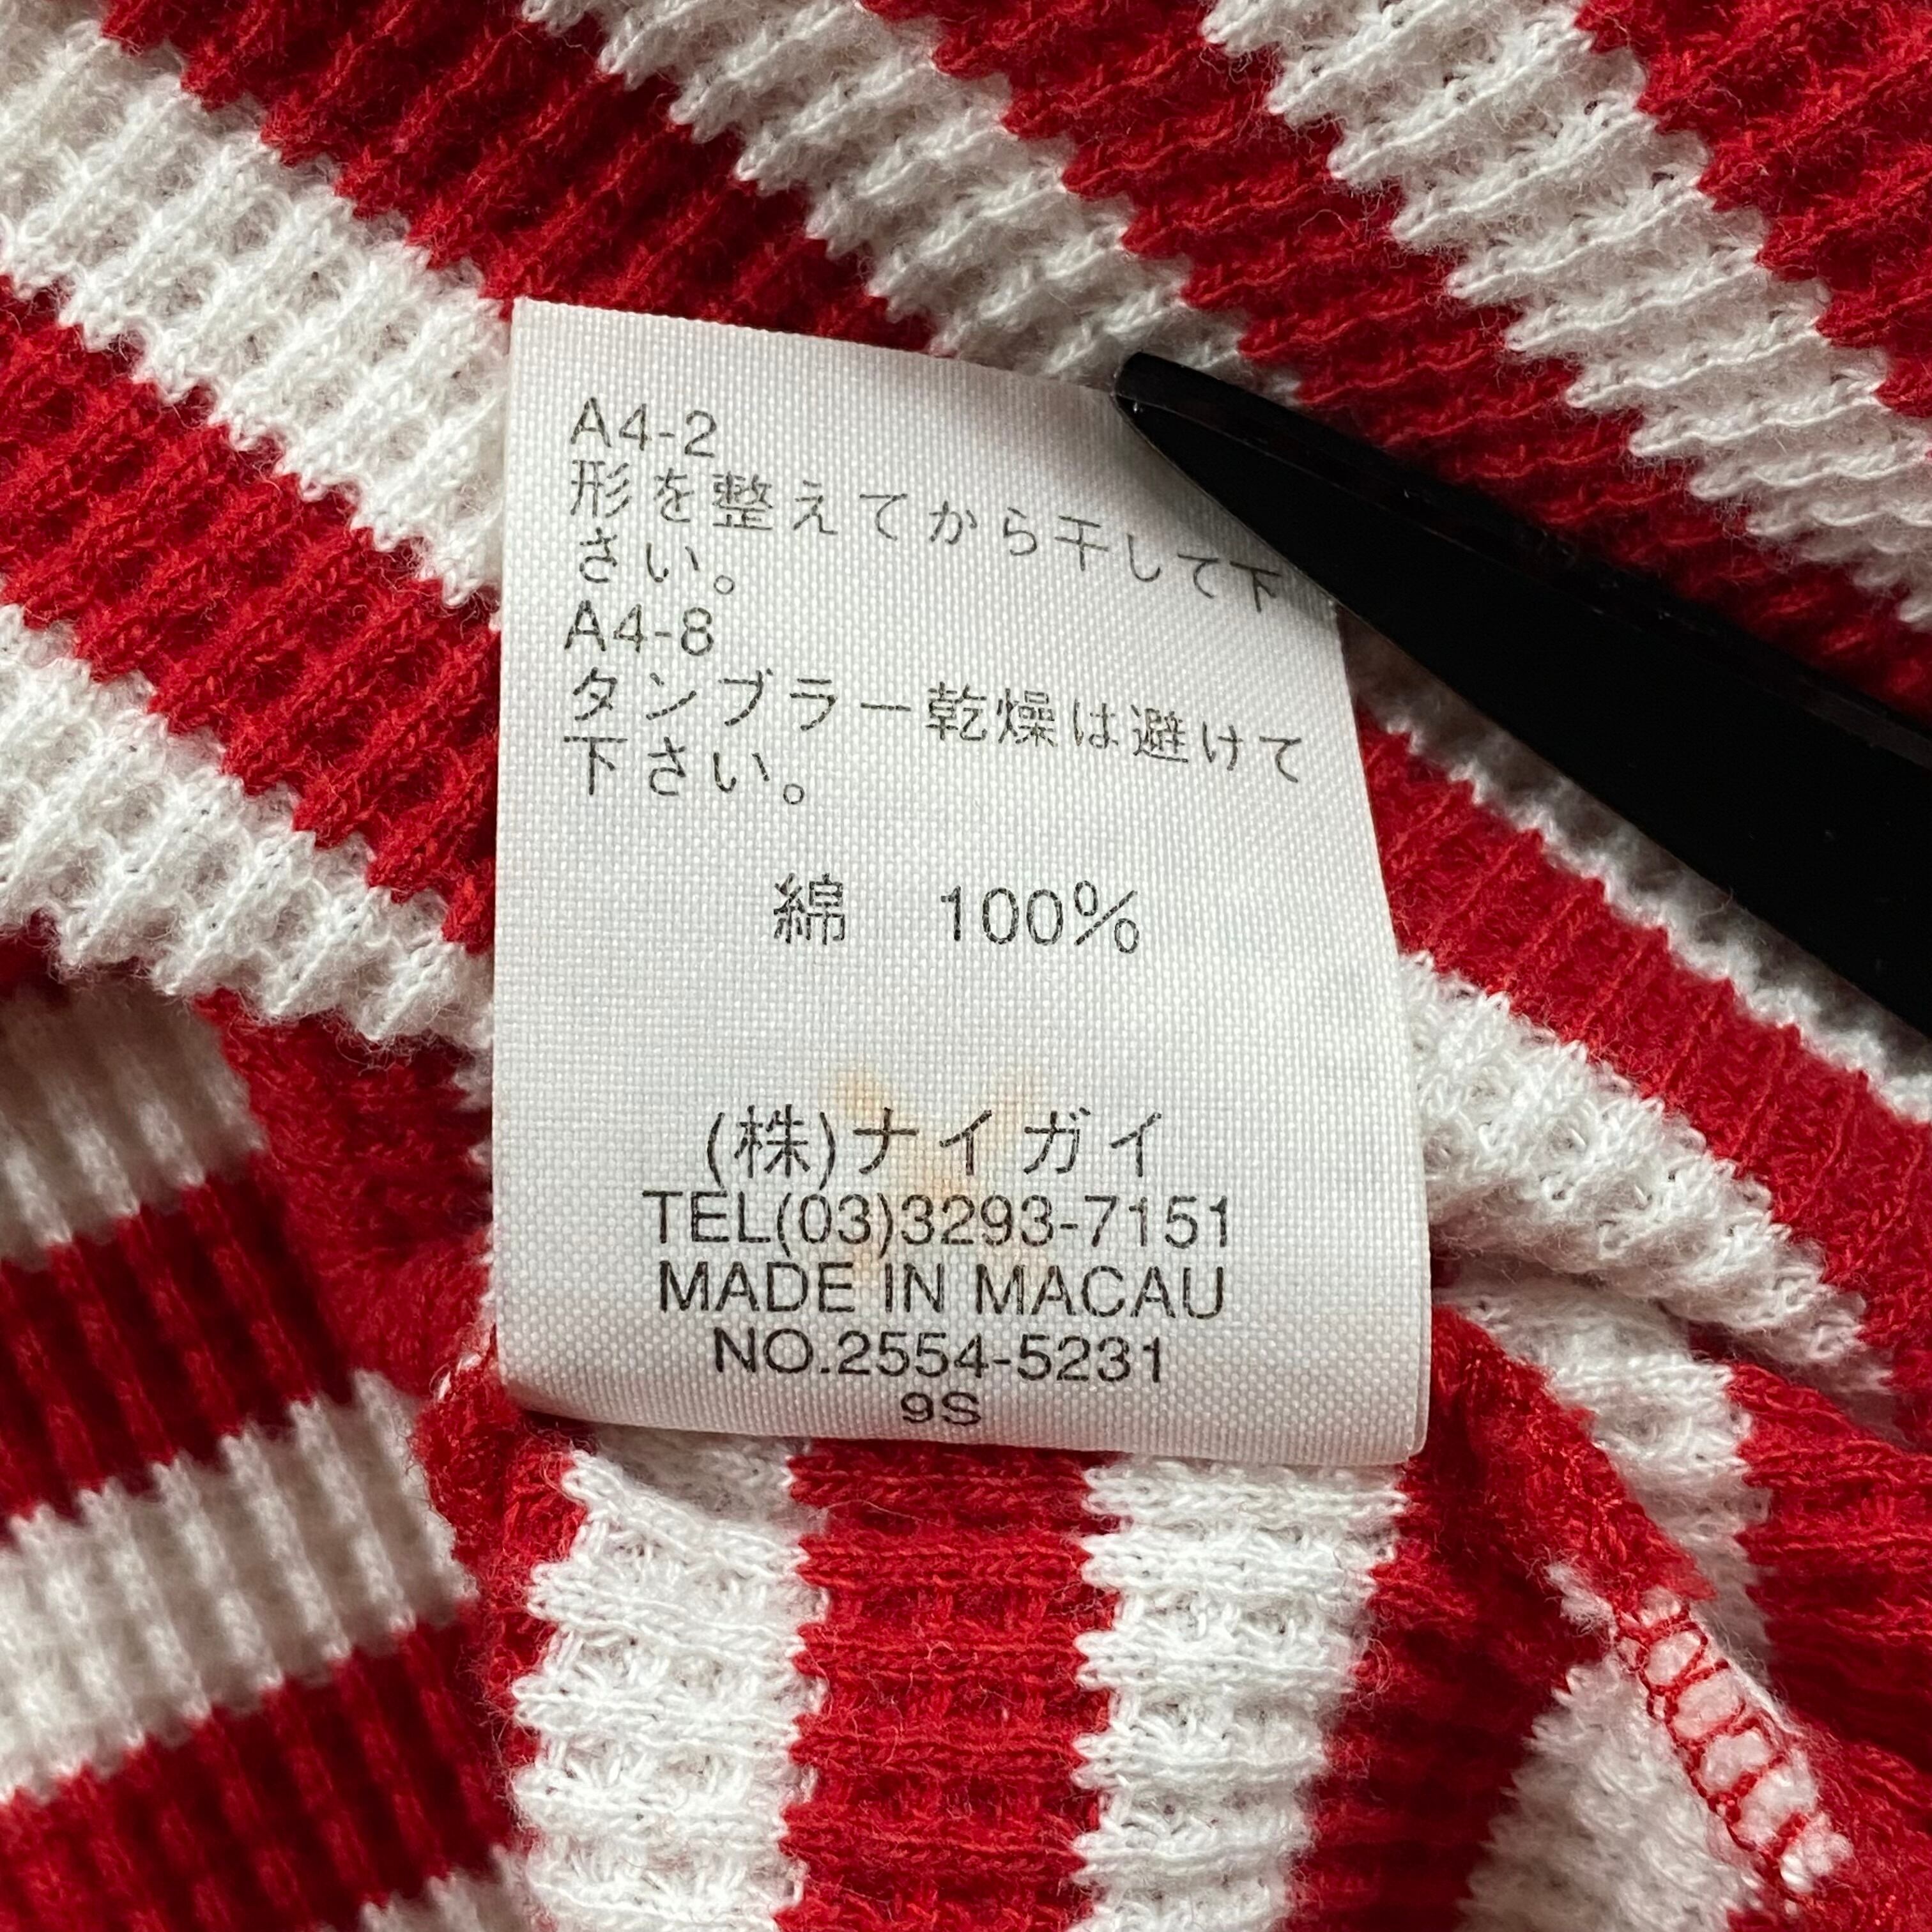 A4-2
形を整えてから干して下
さい。
A4-8
タンブラー乾燥は避けて
下さい。
綿　100%
(株)ナイガイ
TEL(03)3293-7151
MADE IN MACAU
NO.2554-5231
9S